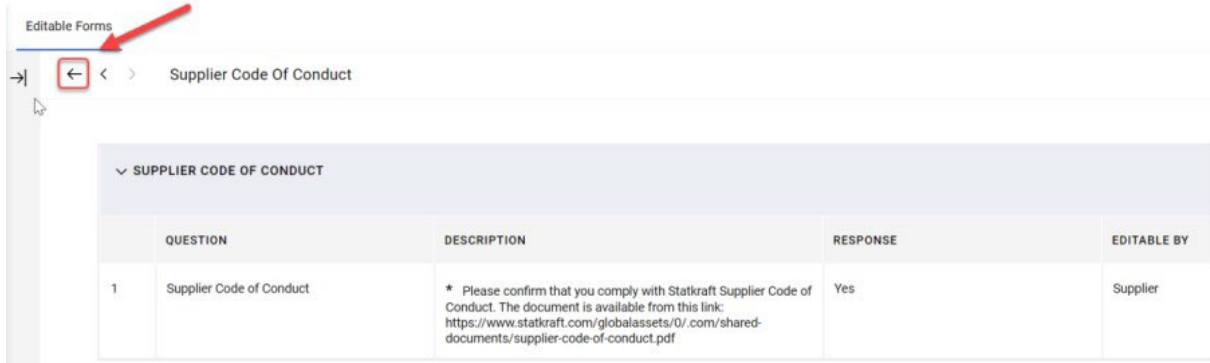 Editable Forms
Supplier Code Of Conduct
SUPPLIER CODE OF CONDUCT
QUESTION DESCRIPTION RESPONSE EDITABLE BY
1 Supplier Code of Conduct * Please confirm that you comply with Statkraft Supplier Code of Yes Supplier
Conduct. The document is available from this link:
https://www.statkraft.com/globalassets/0/.com/shared-
documents/supplier-code-of-conduct.pdf